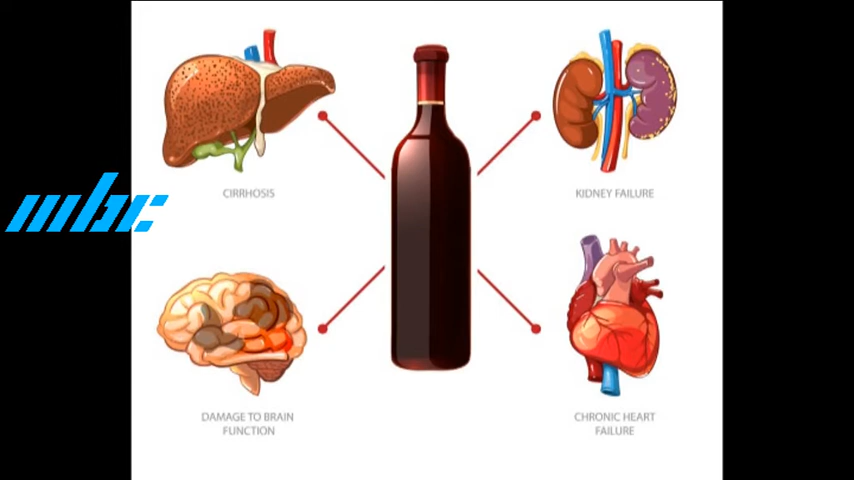 CIRRHOSIS
KIDNEY FAILURE
mbc
DAMAGE TO BRAIN
FUNCTION
CHRONIC HEART
FAILURE